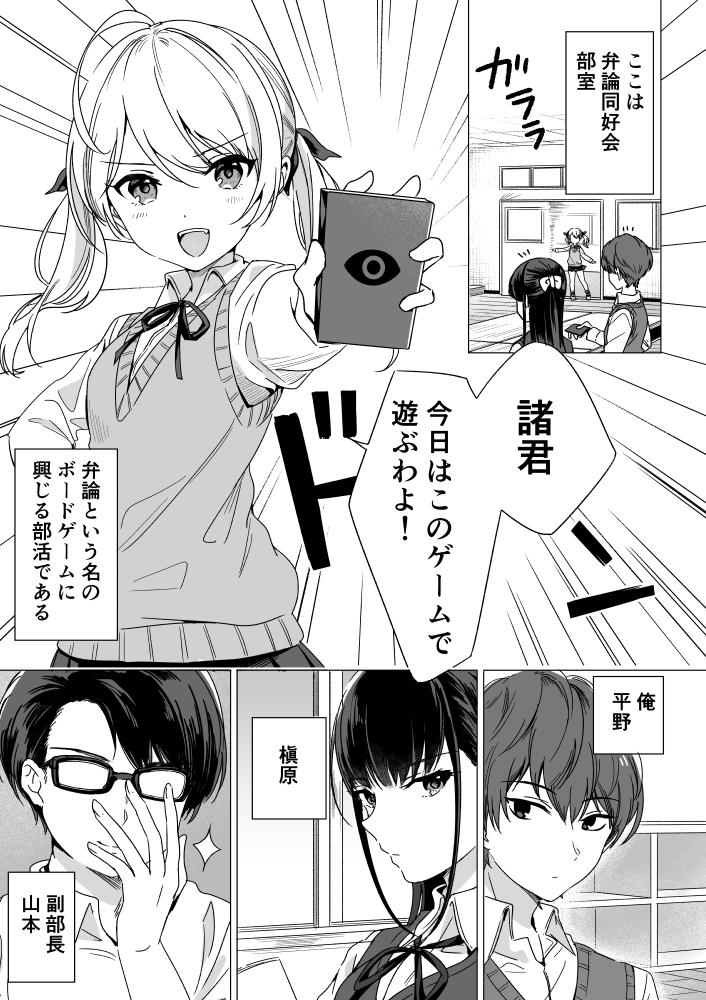 ここは
弁論同好会
部室
ガララ
諸君
今日はこのゲームで
遊ぶわよ!
ドンッ
弁論という名の
ボードゲームに
興じる部活である
俺
平野
槇原
副部長
山本